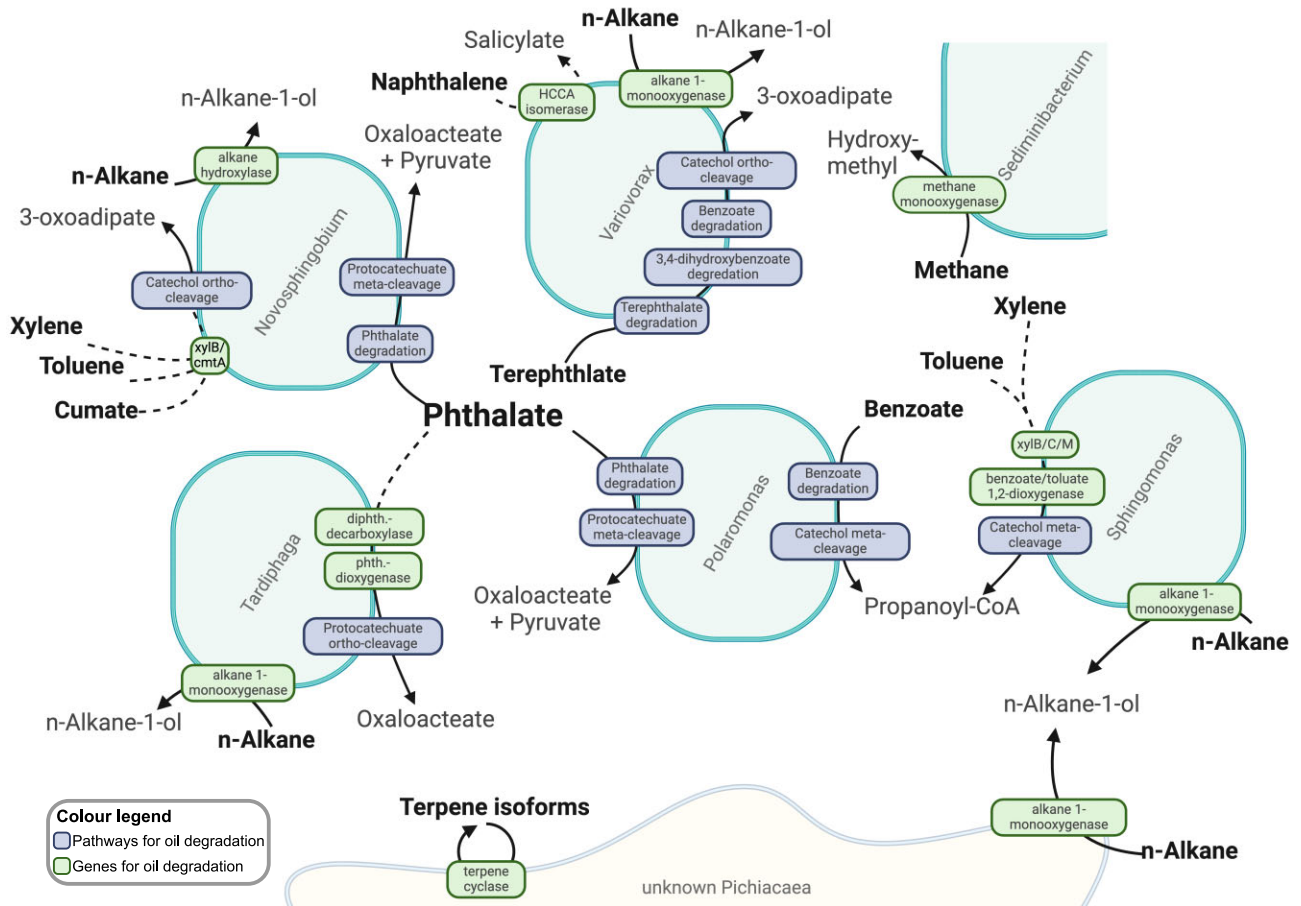 n-Alkane
n-Alkane-1-ol
Salicylate
Naphthalene
HCCA
isomerase
alkane 1-
monooxygenase
3-oxoadipate
n-Alkane-1-ol
alkane
hydroxylase
n-Alkane
Oxaloacteate
+ Pyruvate
3-oxoadipate
Catechol ortho-
cleavage
Novosphingobium
Protocatechuate
meta-cleavage
Phthalate
degradation
Xylene
Toluene
Cumate
xylB/
cmtA
Variovorax
Catechol ortho-
cleavage
Benzoate
degradation
3,4-dihydroxybenzoate
degredation
Terephthalate
degradation
Terephthlate
Sediminibacterium
Hydroxy-
methyl
methane
monooxygenase
Methane
Phthalate
Benzoate
Xylene
Toluene
xylB/C/M
benzoate/toluate
1,2-dioxygenase
Catechol meta-
cleavage
Sphingomonas
alkane 1-
monooxygenase
n-Alkane
Phthalate
degradation
Protocatechuate
meta-cleavage
Polaromonas
Benzoate
degradation
Catechol meta-
cleavage
Oxaloacteate
+ Pyruvate
Propanoyl-CoA
Tardiphaga
diphth.-
decarboxylase
phth.-
dioxygenase
Protocatechuate
ortho-cleavage
alkane 1-
monooxygenase
n-Alkane-1-ol
n-Alkane
Oxaloacteate
n-Alkane-1-ol
alkane 1-
monooxygenase
n-Alkane
Terpene isoforms
terpene
cyclase
unknown Pichiacaea
Colour legend
Pathways for oil degradation
Genes for oil degradation